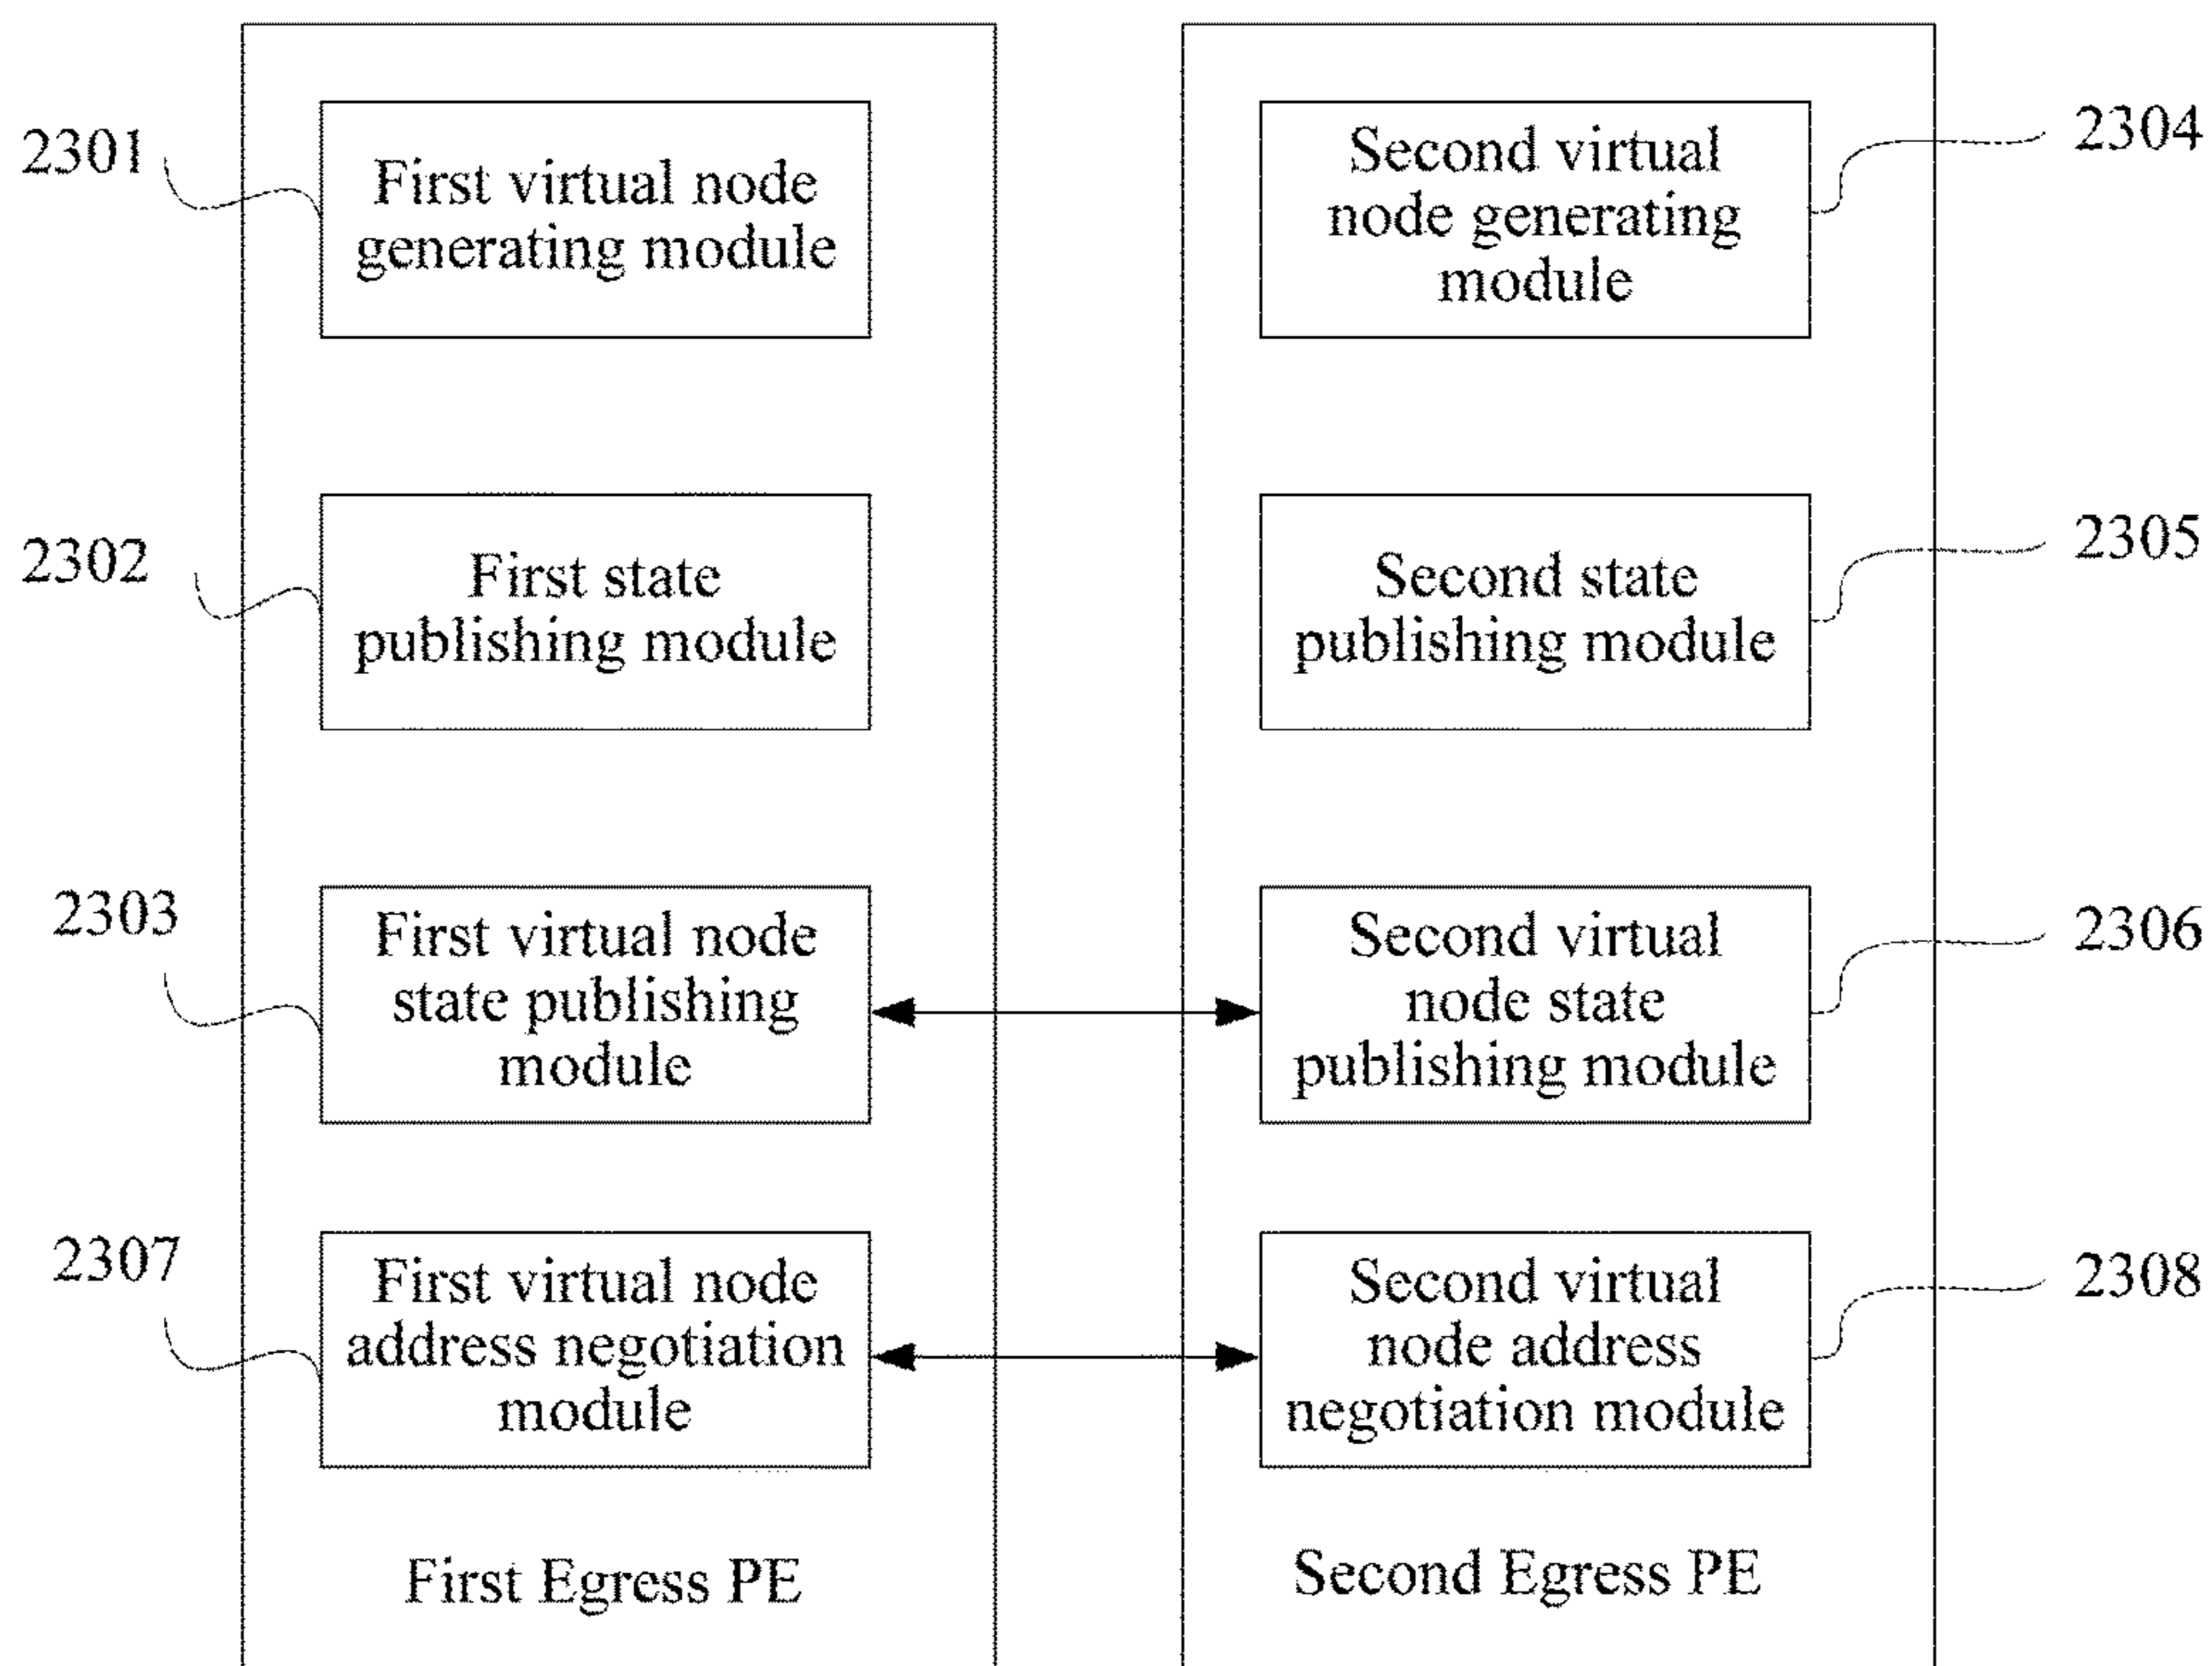 2301
First virtual node
generating module
2304
Second virtual
node generating
module
2302
First state
publishing module
2305
Second state
publishing module
2303
First virtual node
state publishing
module
2306
Second virtual
node state
publishing module
2307
First virtual node
address negotiation
module
2308
Second virtual
node address
negotiation module
First Egress PE
Second Egress PE